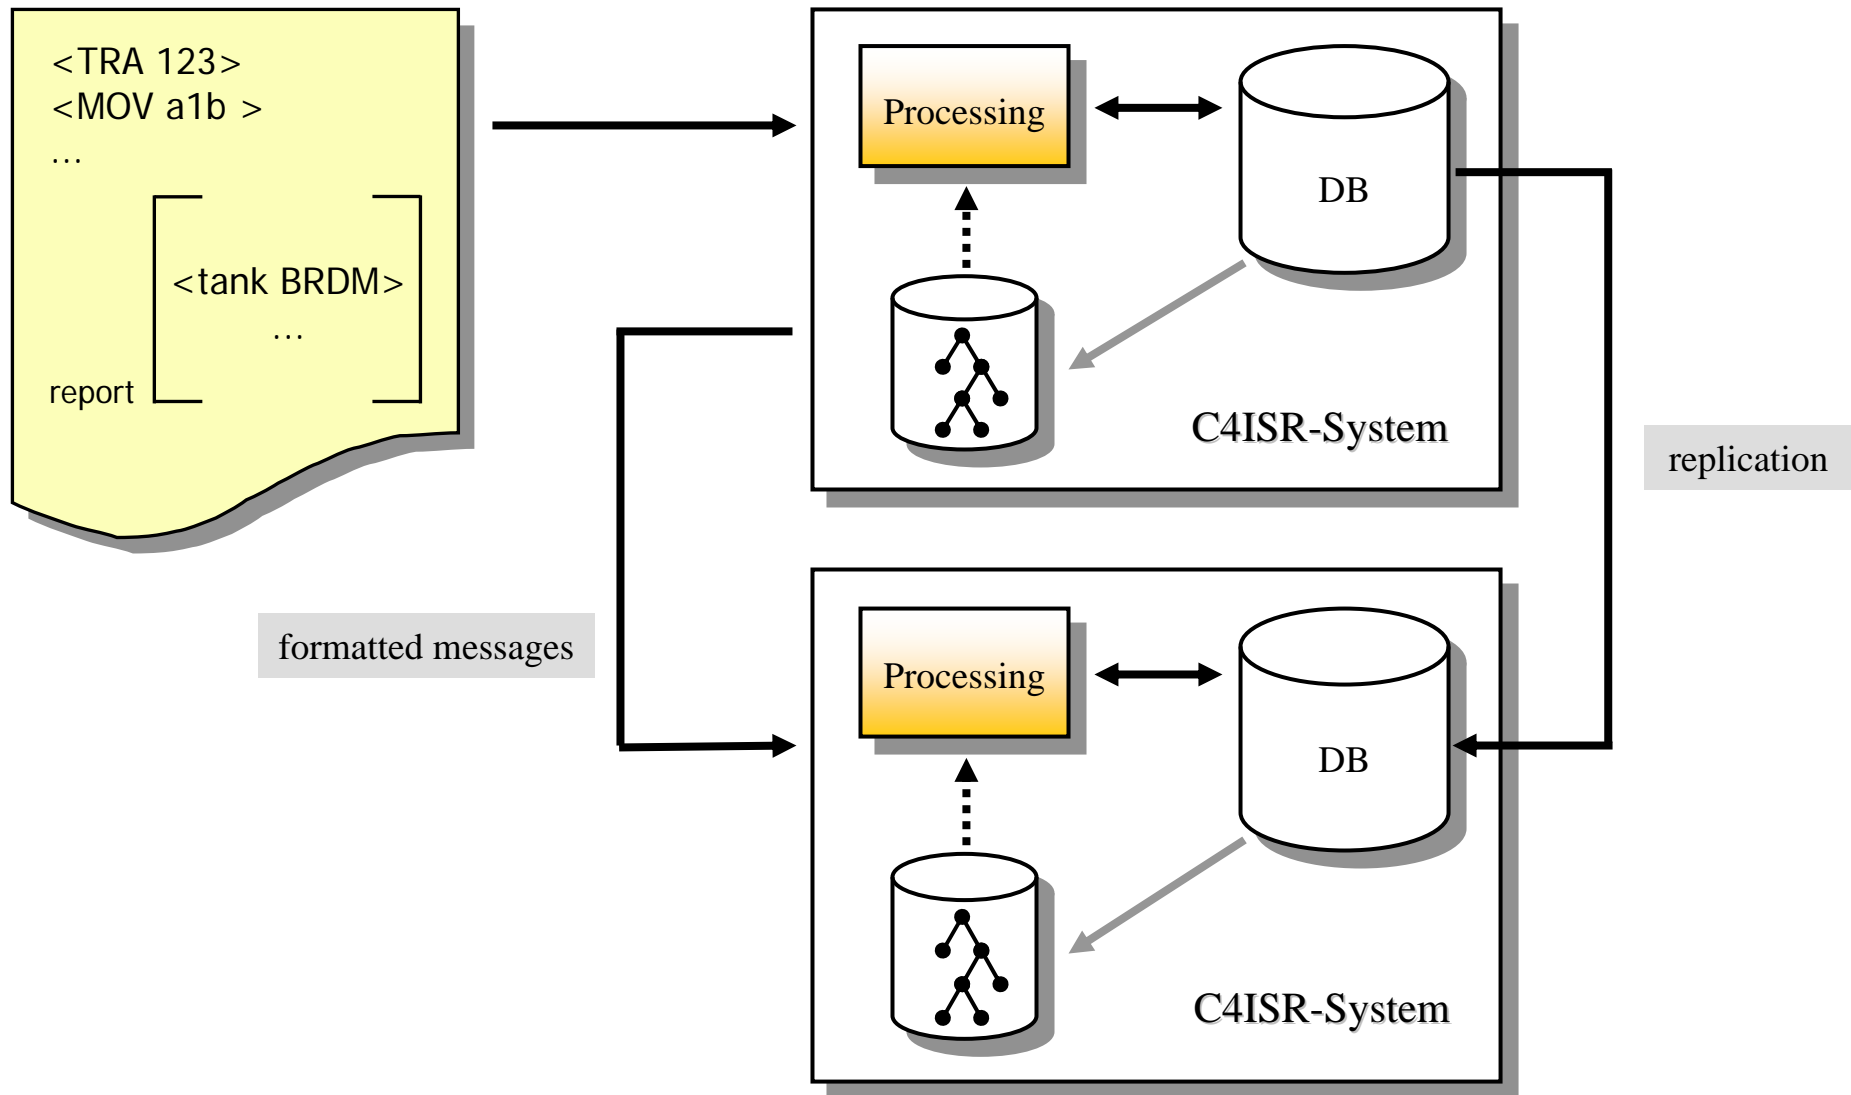 <TRA 123>
<MOV a1b >
...
<tank BRDM>
...
report
Processing
DB
C4ISR-System
replication
formatted messages
Processing
DB
C4ISR-System